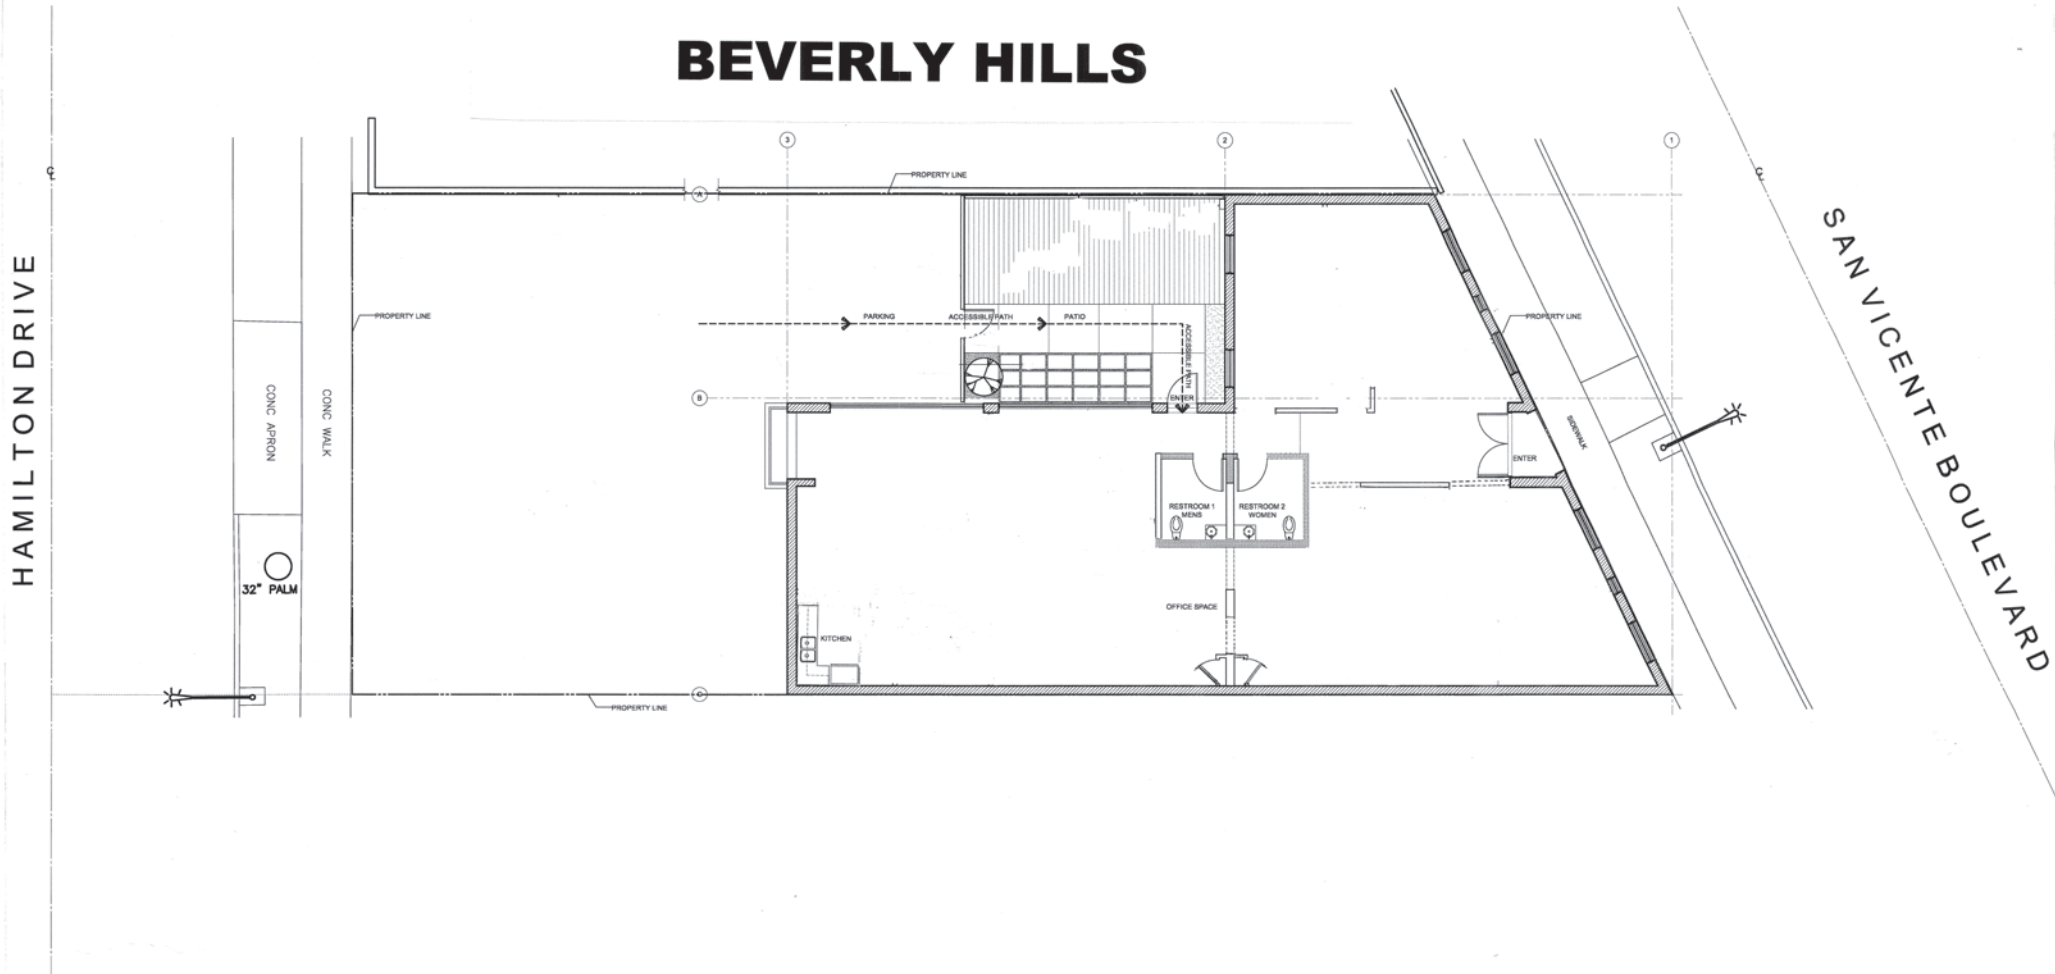 BEVERLY HILLS
3
2
1
℄
℄
PROPERTY LINE
A
SAN VICENTE BOULEVARD
HAMILTON DRIVE
PROPERTY LINE
PARKING
ACCESSIBLE PATH
PATIO
PROPERTY LINE
ACCESSIBLE PATH
B
ENTER
CONC APRON
CONC WALK
SIDEWALK
ENTER
RESTROOM 1
MENS
RESTROOM 2
WOMEN
32" PALM
OFFICE SPACE
KITCHEN
C
PROPERTY LINE